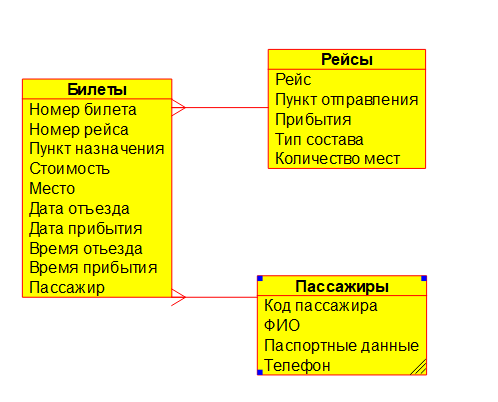 Билеты
Номер билета
Номер рейса
Пункт назначения
Стоимость
Место
Дата отъезда
Дата прибытия
Время отьезда
Время прибытия
Пассажир
Рейсы
Рейс
Пункт отправления
Прибытия
Тип состава
Количество мест
Пассажиры
Код пассажира
ФИО
Паспортные данные
Телефон